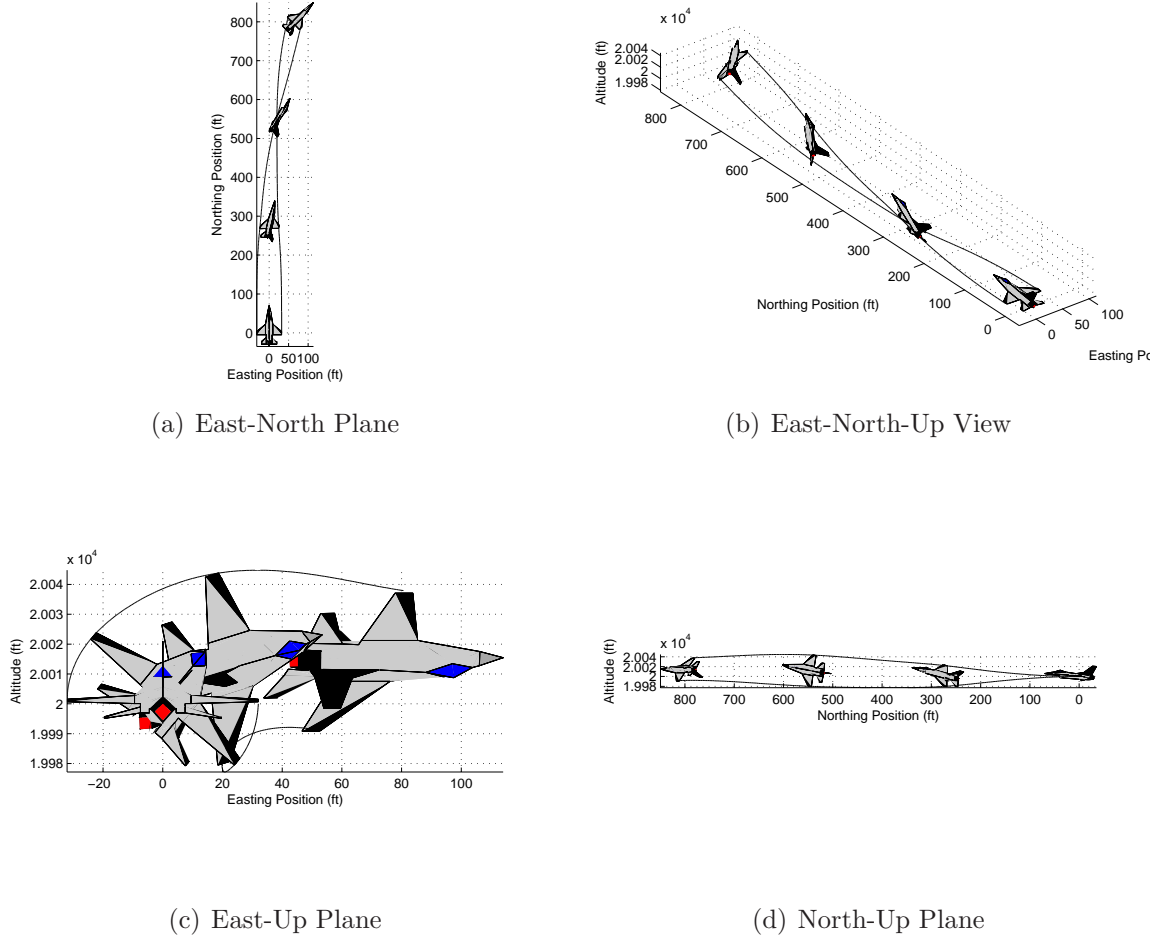 800
700
600
500
400
300
200
100
0
Northing Position (ft)
0 50 100
Easting Position (ft)
(a) East-North Plane
x 10^4
2.004
2.002
2
1.998
Altitude (ft)
800
700
600
500
400
300
200
100
0
Northing Position (ft)
0
50
100
Easting Po
(b) East-North-Up View
x 10^4
2.004
2.003
2.002
2.001
2
1.999
1.998
Altitude (ft)
−20 0 20 40 60 80 100
Easting Position (ft)
(c) East-Up Plane
x 10^4
2.004
2.002
2
1.998
Altitude (ft)
800 700 600 500 400 300 200 100 0
Northing Position (ft)
(d) North-Up Plane